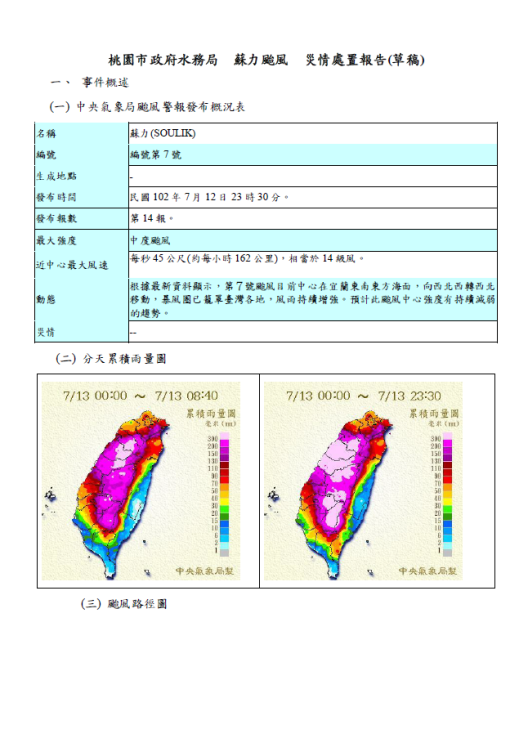 桃園市政府水務局 蘇力颱風 災情處置報告(草稿)
一、 事件概述
(一) 中央氣象局颱風警報發布概況表
名稱 蘇力(SOULIK)
編號 編號第 7 號
生成地點 -
發布時間 民國 102 年 7 月 12 日 23 時 30 分。
發布報數 第 14 報。
最大強度 中度颱風
近中心最大風速 每秒 45 公尺(約每小時 162 公里)，相當於 14 級風。
動態 根據最新資料顯示，第 7 號颱風目前中心在宜蘭東南東方海面，向西北西轉西北
移動，暴風圈已籠罩臺灣各地，風雨持續增強。預計此颱風中心強度有持續減弱
的趨勢。
災情 --
(二) 分天累積雨量圖
7/13 00:00 ～ 7/13 08:40
累積雨量圖
毫米 (mm)
300
200
150
130
110
90
70
50
40
30
20
15
10
6
2
1
中央氣象局製
7/13 00:00 ～ 7/13 23:30
累積雨量圖
毫米 (mm)
300
200
150
130
110
90
70
50
40
30
20
15
10
6
2
1
中央氣象局製
(三) 颱風路徑圖